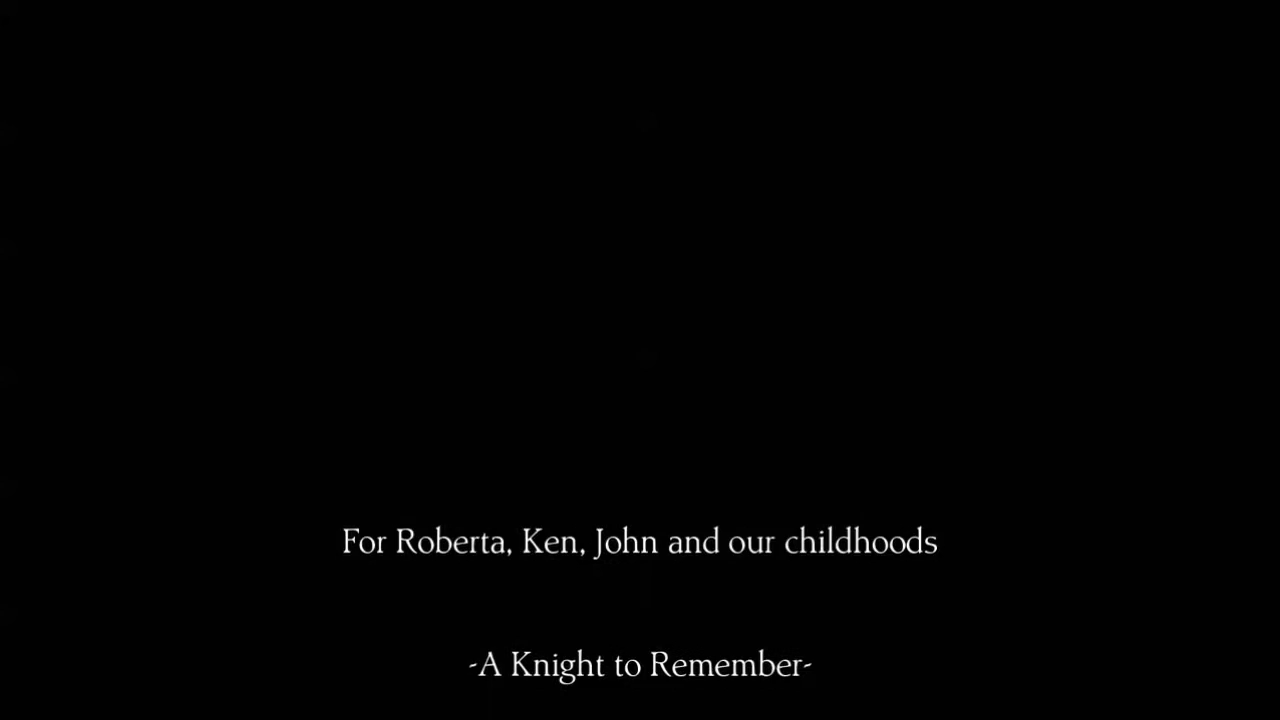 For Roberta, Ken, John and our childhoods
-A Knight to Remember-